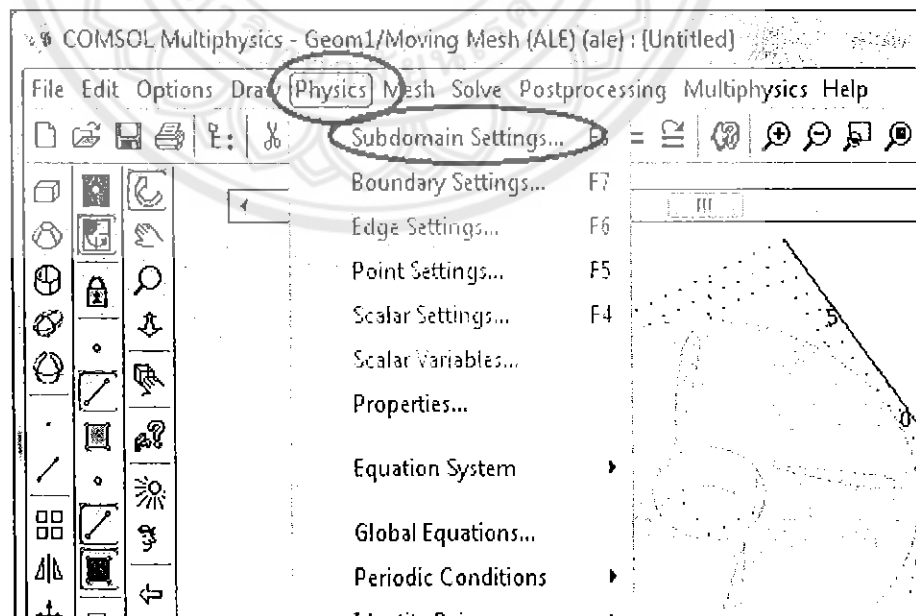 COMSOL Multiphysics - Geom1/Moving Mesh (ALE) (ale) : [Untitled]
File Edit Options Draw Physics Mesh Solve Postprocessing Multiphysics Help
Subdomain Settings...
Boundary Settings... F7
Edge Settings... F6
Point Settings... F5
Scalar Settings... F4
Scalar Variables...
Properties...
Equation System
Global Equations...
Periodic Conditions
5
0